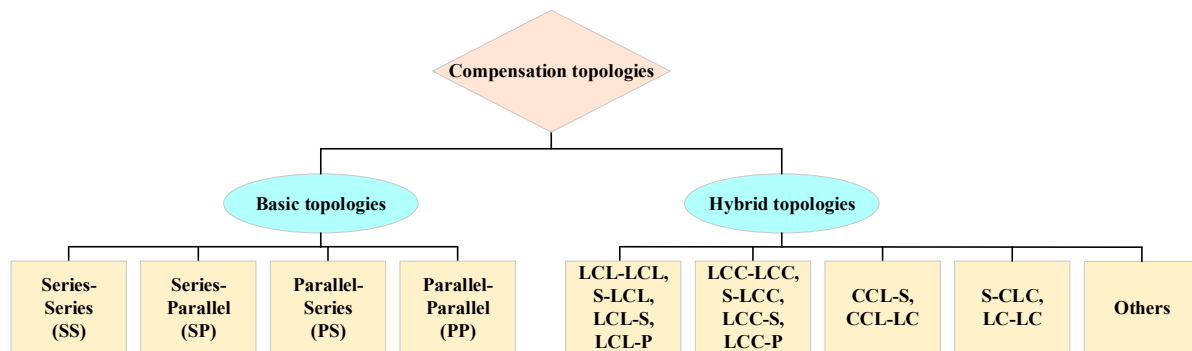 Compensation topologies
Basic topologies
Hybrid topologies
Series-
Series
(SS)
Series-
Parallel
(SP)
Parallel-
Series
(PS)
Parallel-
Parallel
(PP)
LCL-LCL,
S-LCL,
LCL-S,
LCL-P
LCC-LCC,
S-LCC,
LCC-S,
LCC-P
CCL-S,
CCL-LC
S-CLC,
LC-LC
Others